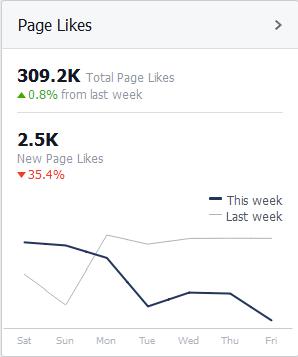 Page Likes
309.2K Total Page Likes
0.8% from last week
2.5K
New Page Likes
35.4%
This week
Last week
Sat Sun Mon Tue Wed Thu Fri